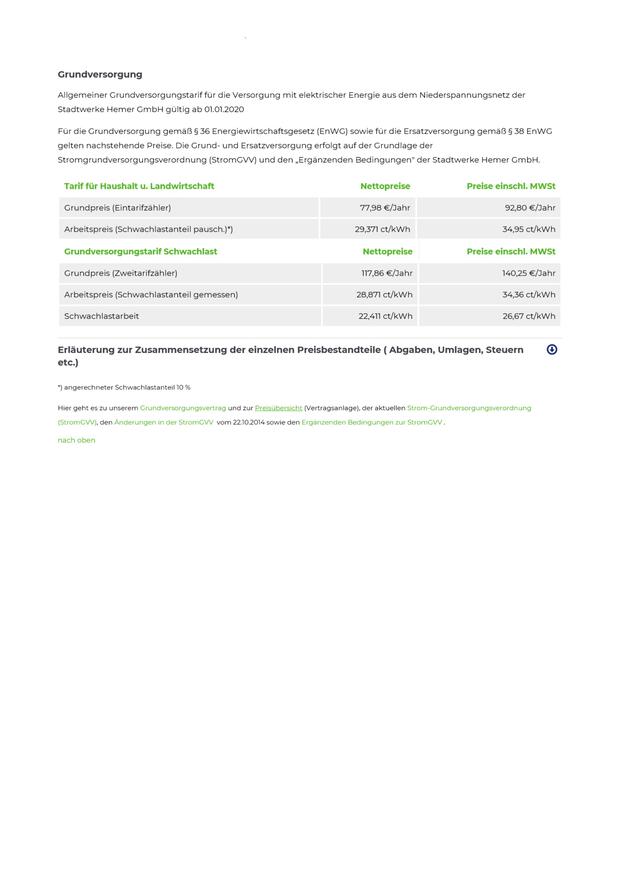 Grundversorgung
Allgemeiner Grundversorgungstarif für die Versorgung mit elektrischer Energie aus dem Niederspannungsnetz der
Stadtwerke Hemer GmbH gültig ab 01.01.2020
Für die Grundversorgung gemäß § 36 Energiewirtschaftsgesetz (EnWG) sowie für die Ersatzversorgung gemäß § 38 EnWG
gelten nachstehende Preise. Die Grund- und Ersatzversorgung erfolgt auf der Grundlage der
Stromgrundversorgungsverordnung (StromGVV) und den „Ergänzenden Bedingungen" der Stadtwerke Hemer GmbH.
Tarif für Haushalt u. Landwirtschaft Nettopreise Preise einschl. MWSt
Grundpreis (Eintarifzähler) 77,98 €/Jahr 92,80 €/Jahr
Arbeitspreis (Schwachlastanteil pausch.)*) 29,371 ct/kWh 34,95 ct/kWh
Grundversorgungstarif Schwachlast Nettopreise Preise einschl. MWSt
Grundpreis (Zweitarifzähler) 117,86 €/Jahr 140,25 €/Jahr
Arbeitspreis (Schwachlastanteil gemessen) 28,871 ct/kWh 34,36 ct/kWh
Schwachlastarbeit 22,411 ct/kWh 26,67 ct/kWh
Erläuterung zur Zusammensetzung der einzelnen Preisbestandteile ( Abgaben, Umlagen, Steuern
etc.)
*) angerechneter Schwachlastanteil 10 %
Hier geht es zu unserem Grundversorgungsvertrag und zur Preisübersicht (Vertragsanlage), der aktuellen Strom-Grundversorgungsverordnung
(StromGVV), den Änderungen in der StromGVV vom 22.10.2014 sowie den Ergänzenden Bedingungen zur StromGVV .
nach oben